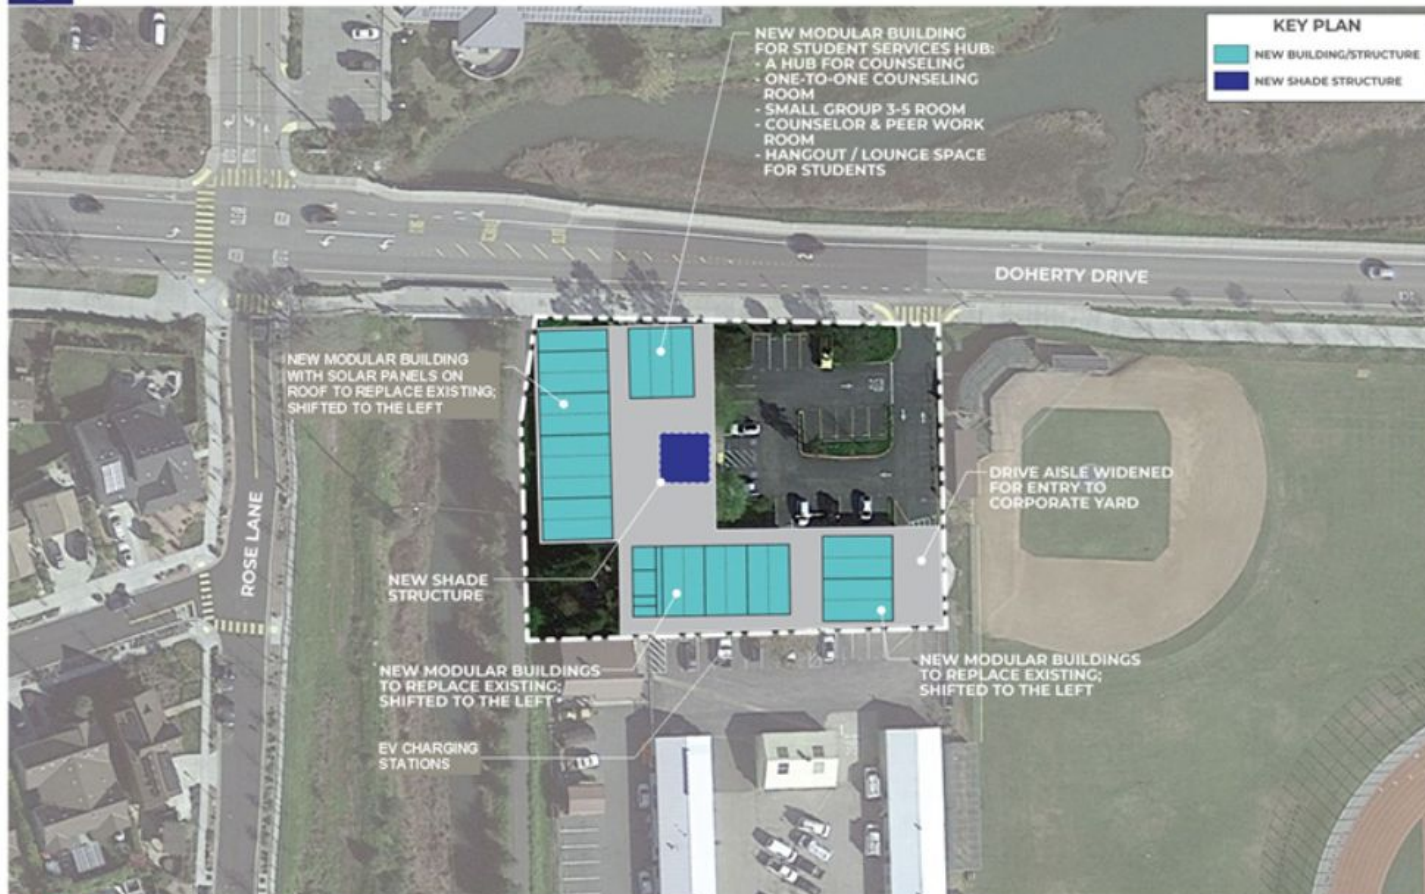 KEY PLAN
NEW BUILDING/STRUCTURE
NEW SHADE STRUCTURE
NEW MODULAR BUILDING
FOR STUDENT SERVICES HUB:
- A HUB FOR COUNSELING
- ONE-TO-ONE COUNSELING
ROOM
- SMALL GROUP 3-5 ROOM
- COUNSELOR & PEER WORK
ROOM
- HANGOUT / LOUNGE SPACE
FOR STUDENTS
DOHERTY DRIVE
NEW MODULAR BUILDING
WITH SOLAR PANELS ON
ROOF TO REPLACE EXISTING;
SHIFTED TO THE LEFT
DRIVE AISLE WIDENED
FOR ENTRY TO
CORPORATE YARD
ROSE LANE
NEW SHADE
STRUCTURE
NEW MODULAR BUILDINGS
TO REPLACE EXISTING;
SHIFTED TO THE LEFT
NEW MODULAR BUILDINGS
TO REPLACE EXISTING;
SHIFTED TO THE LEFT
EV CHARGING
STATIONS